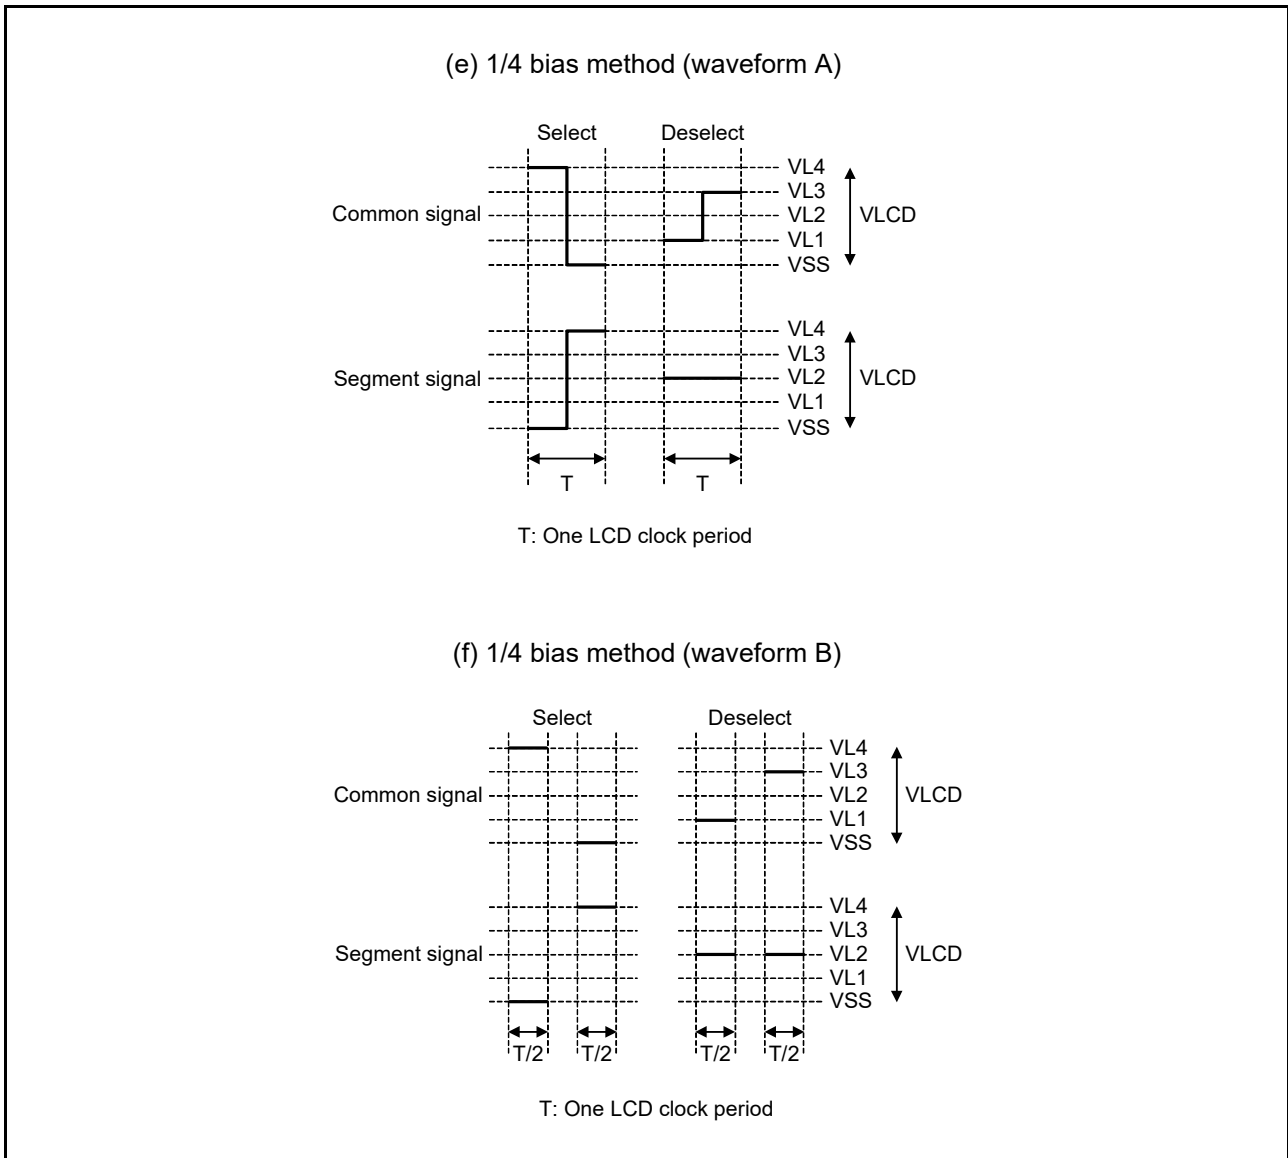 (e) 1/4 bias method (waveform A)
Select Deselect
VL4
VL3
Common signal VL2 VLCD
VL1
VSS
VL4
VL3
Segment signal VL2 VLCD
VL1
VSS
T T
T: One LCD clock period
(f) 1/4 bias method (waveform B)
Select Deselect
VL4
VL3
Common signal VL2 VLCD
VL1
VSS
VL4
VL3
Segment signal VL2 VLCD
VL1
VSS
T/2 T/2 T/2 T/2
T: One LCD clock period